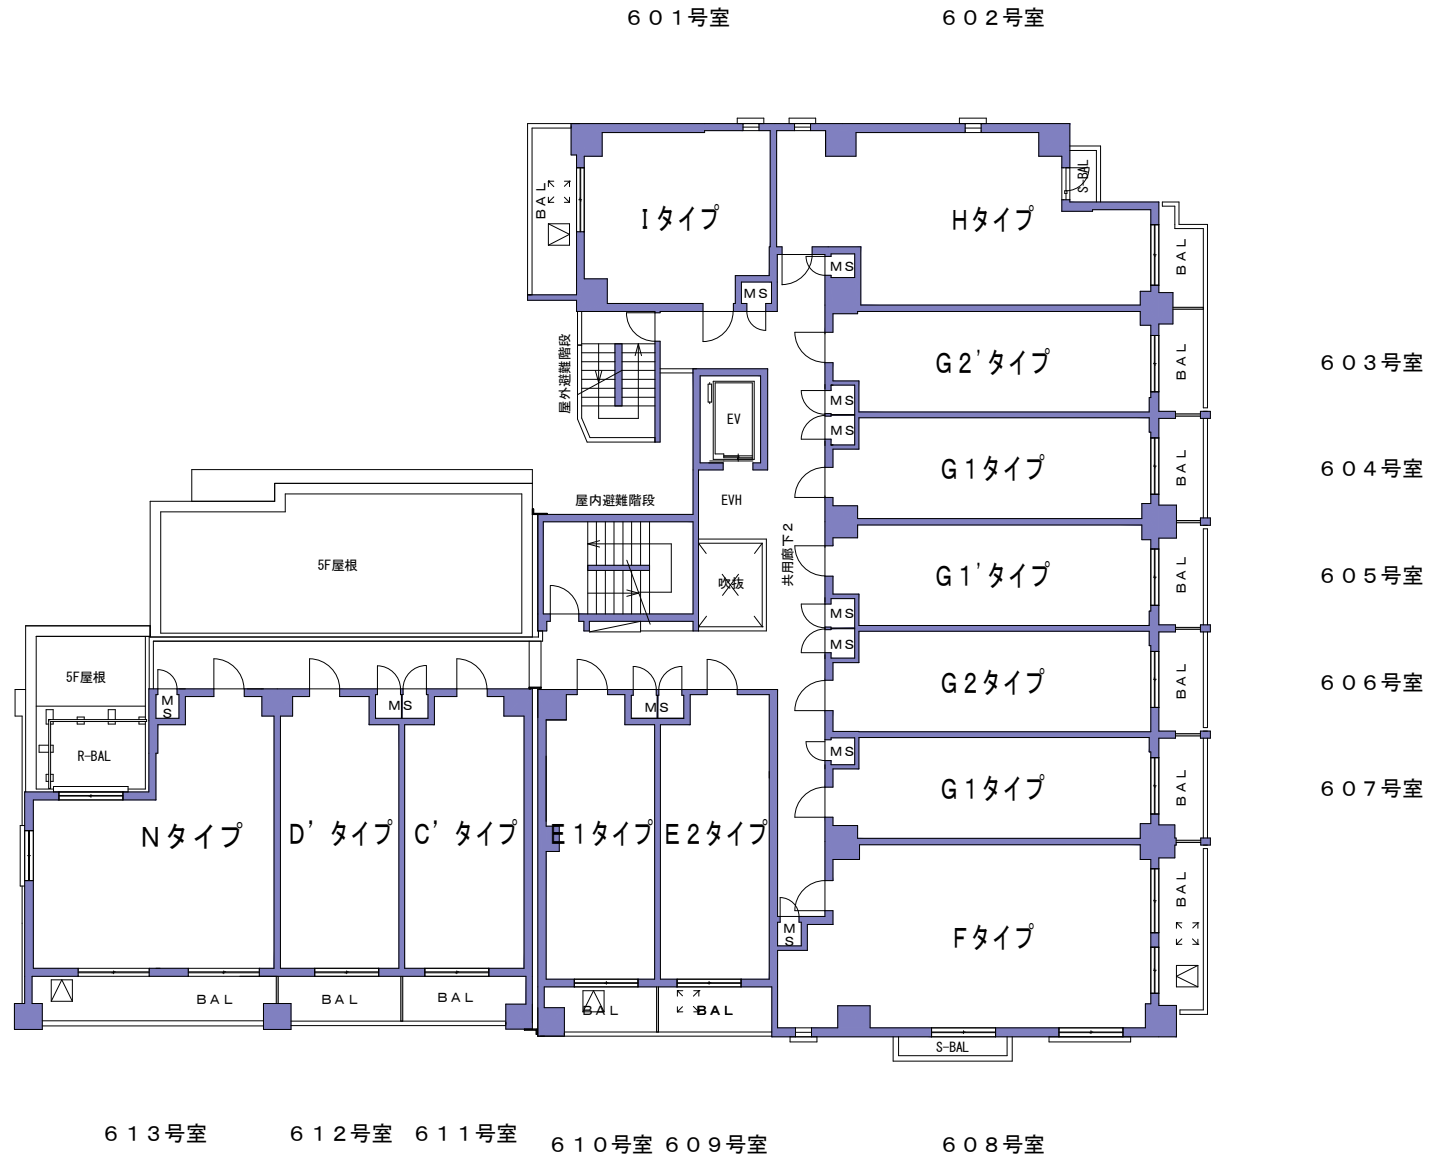 ６０１号室
６０２号室
BAL
Iタイプ
MS
Hタイプ
S-BAL
MS
BAL
屋外避難階段
G2'タイプ
BAL
６０３号室
MS
EV
MS
G1タイプ
BAL
６０４号室
屋内避難階段
EVH
共用廊下2
5F屋根
吹抜
G1'タイプ
BAL
６０５号室
MS
MS
5F屋根
G2タイプ
BAL
６０６号室
MS
MS
MS
R-BAL
MS
G1タイプ
BAL
６０７号室
Nタイプ
D’タイプ
C’タイプ
E1タイプ
E2タイプ
BAL
MS
Fタイプ
BAL
BAL
BAL
BAL
BAL
S-BAL
６１３号室
６１２号室
６１１号室
６１０号室
６０９号室
６０８号室